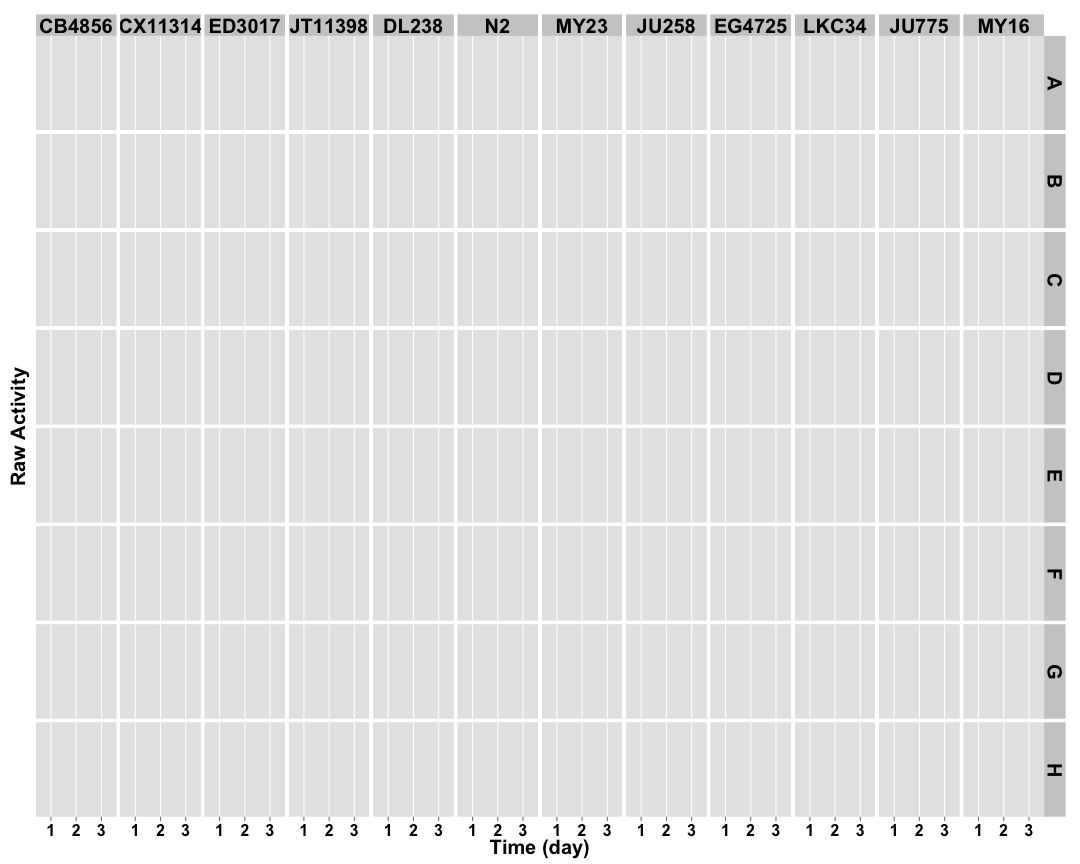 CB4856 CX11314 ED3017 JT11398 DL238 N2 MY23 JU258 EG4725 LKC34 JU775 MY16
A
B
C
D
E
F
G
H
Raw Activity
1 2 3 1 2 3 1 2 3 1 2 3 1 2 3 1 2 3 1 2 3 1 2 3 1 2 3 1 2 3 1 2 3 1 2 3
Time (day)